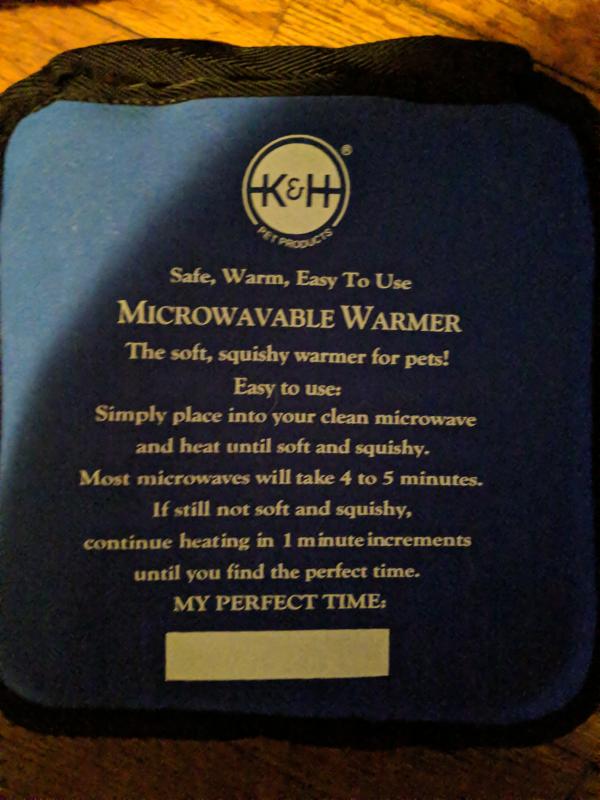 K&H
®
PET PRODUCTS
Safe, Warm, Easy To Use
MICROWAVABLE WARMER
The soft, squishy warmer for pets!
Easy to use:
Simply place into your clean microwave
and heat until soft and squishy.
Most microwaves will take 4 to 5 minutes.
If still not soft and squishy,
continue heating in 1 minute increments
until you find the perfect time.
MY PERFECT TIME: